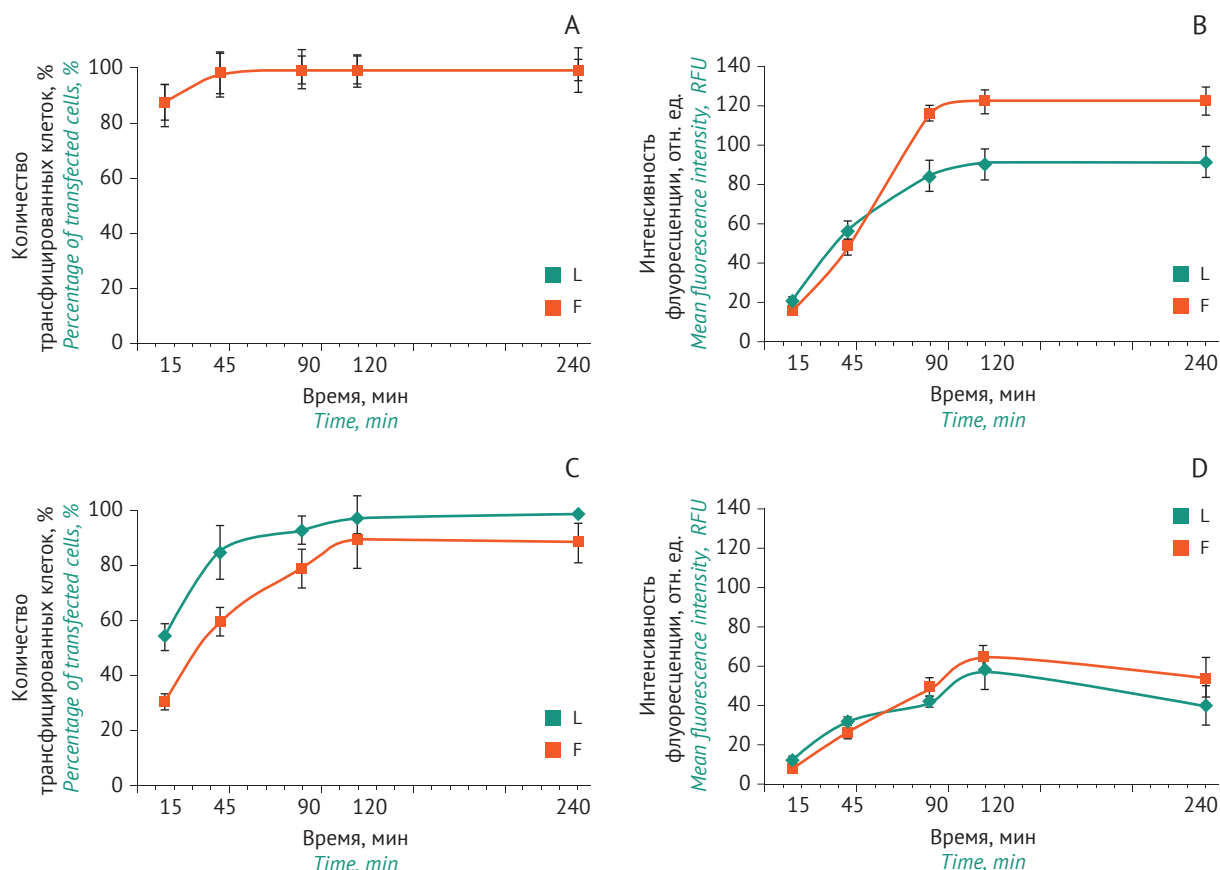 A
Количество
трансфицированных клеток, %
Percentage of transfected cells, %
100
80
60
40
20
0
L
F
15 45 90 120 240
Время, мин
Time, min
B
Интенсивность
флуоресценции, отн. ед.
Mean fluorescence intensity, RFU
140
120
100
80
60
40
20
0
L
F
15 45 90 120 240
Время, мин
Time, min
C
Количество
трансфицированных клеток, %
Percentage of transfected cells, %
100
80
60
40
20
0
L
F
15 45 90 120 240
Время, мин
Time, min
D
Интенсивность
флуоресценции, отн. ед.
Mean fluorescence intensity, RFU
140
120
100
80
60
40
20
0
L
F
15 45 90 120 240
Время, мин
Time, min